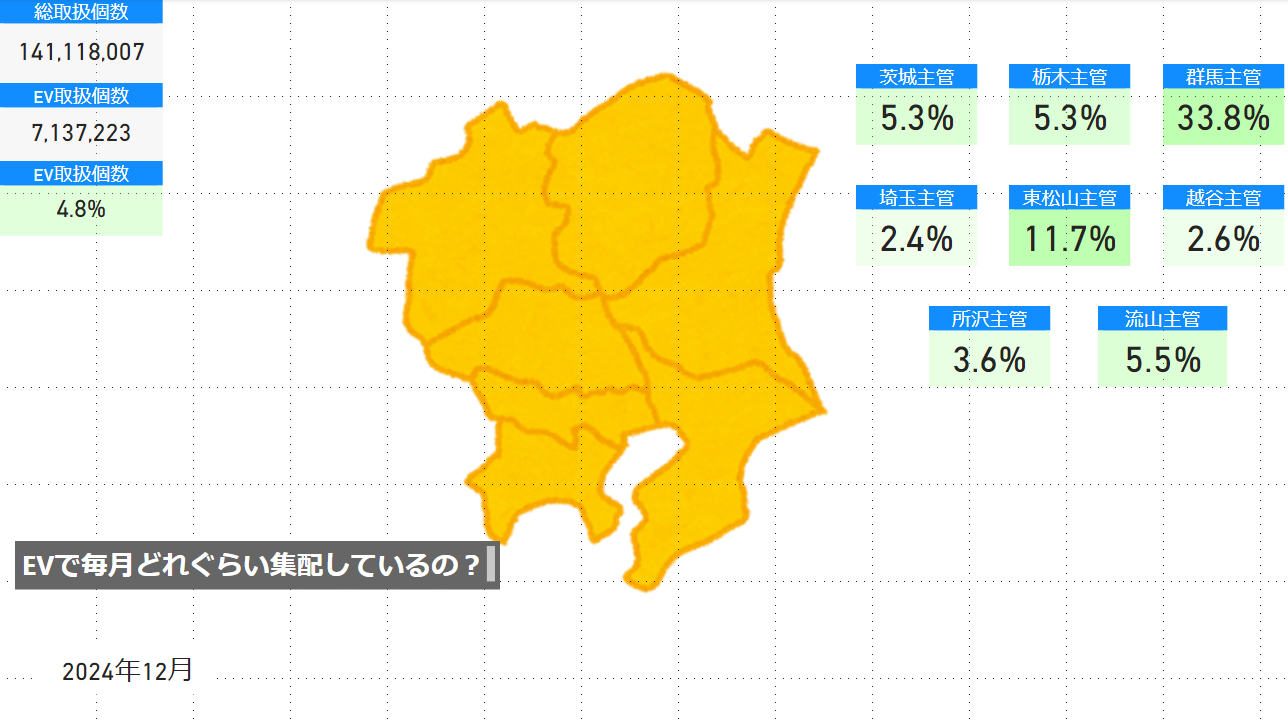 総取扱個数
141,118,007
EV取扱個数
7,137,223
EV取扱個数
4.8%
茨城主管
5.3%
栃木主管
5.3%
群馬主管
33.8%
埼玉主管
2.4%
東松山主管
11.7%
越谷主管
2.6%
所沢主管
3.6%
流山主管
5.5%
EVで毎月どれぐらい集配しているの？
2024年12月